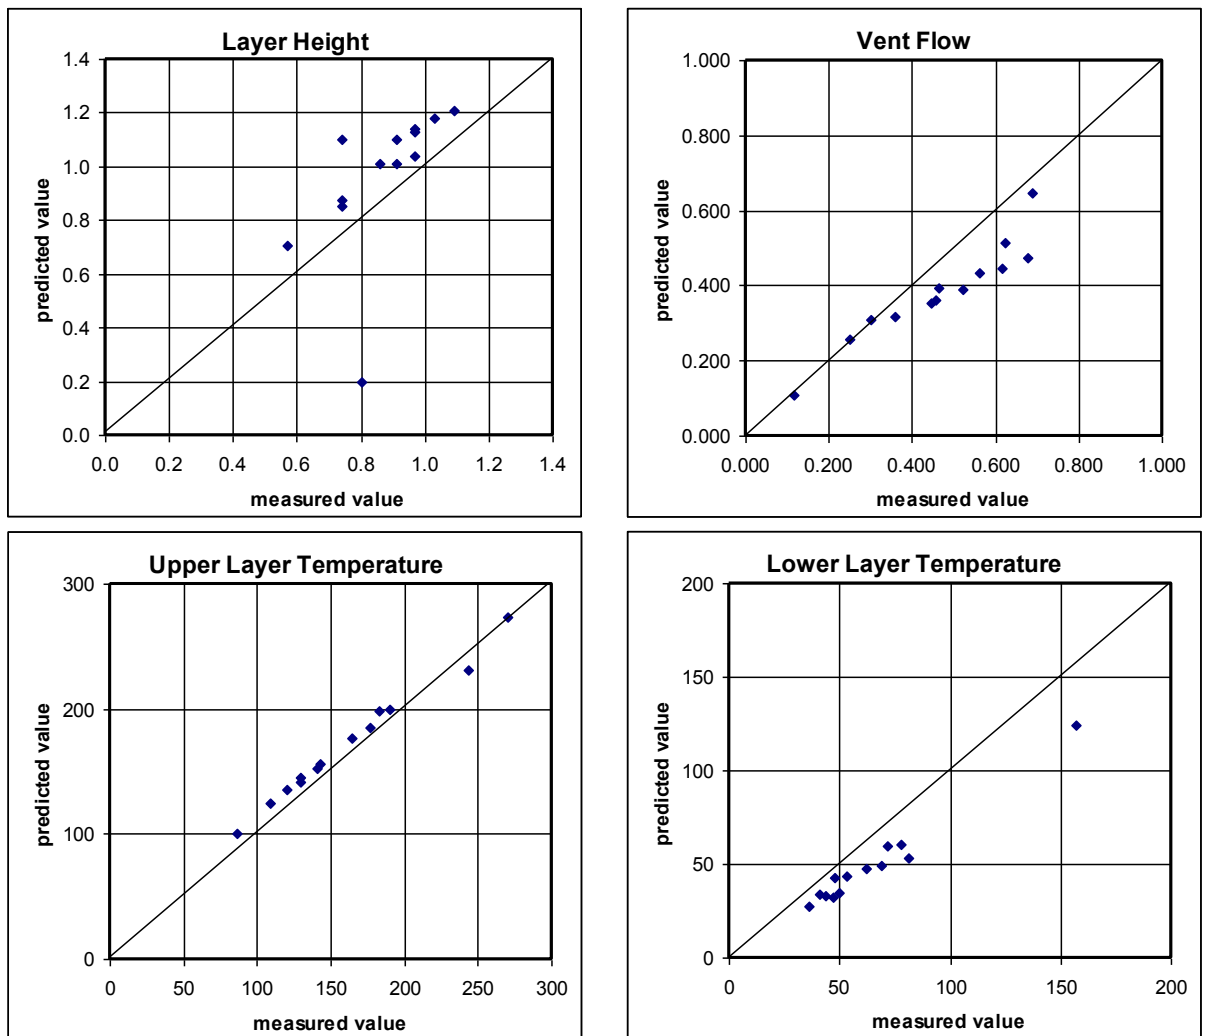 Layer Height
1.4
1.2
1.0
0.8
0.6
0.4
0.2
0.0
predicted value
0.0 0.2 0.4 0.6 0.8 1.0 1.2 1.4
measured value
Vent Flow
1.000
0.800
0.600
0.400
0.200
0.000
predicted value
0.000 0.200 0.400 0.600 0.800 1.000
measured value
Upper Layer Temperature
300
200
100
0
predicted value
0 50 100 150 200 250 300
measured value
Lower Layer Temperature
200
150
100
50
0
predicted value
0 50 100 150 200
measured value